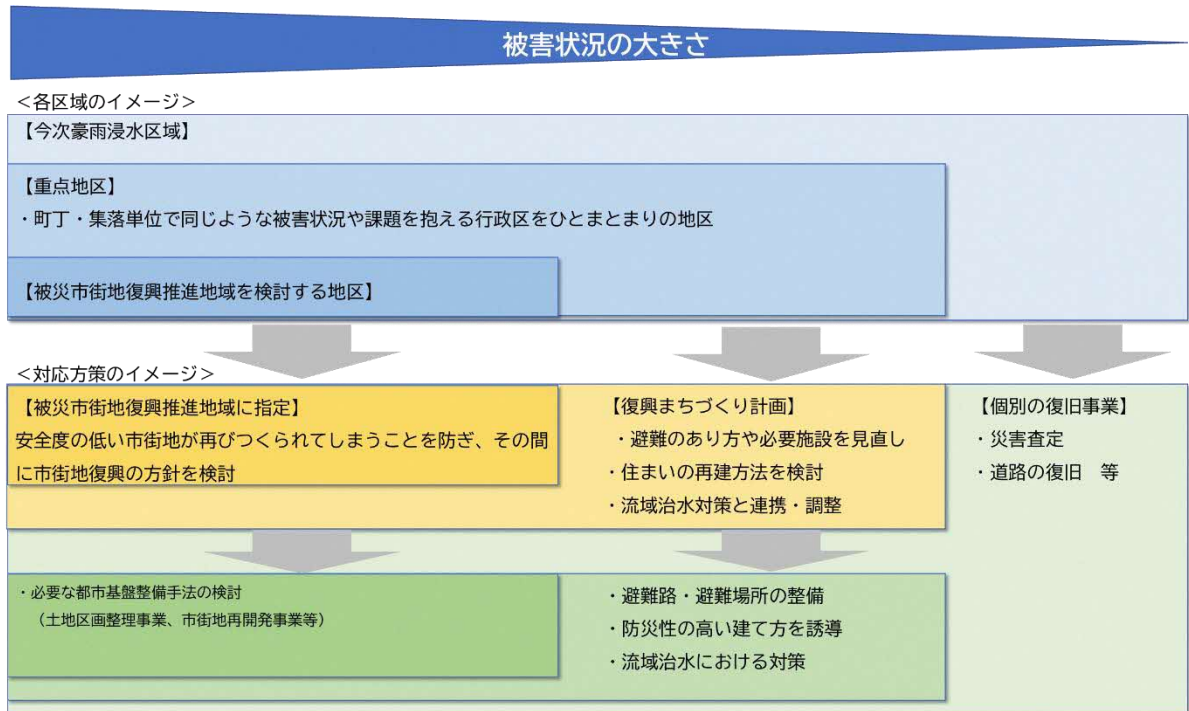 被害状況の大きさ
＜各区域のイメージ＞
【今次豪雨浸水区域】
【重点地区】
・町丁・集落単位で同じような被害状況や課題を抱える行政区をひとまとまりの地区
【被災市街地復興推進地域を検討する地区】
＜対応方策のイメージ＞
【被災市街地復興推進地域に指定】
安全度の低い市街地が再びつくられてしまうことを防ぎ、その間
に市街地復興の方針を検討
【復興まちづくり計画】
・避難のあり方や必要施設を見直し
・住まいの再建方法を検討
・流域治水対策と連携・調整
【個別の復旧事業】
・災害査定
・道路の復旧　等
・必要な都市基盤整備手法の検討
（土地区画整理事業、市街地再開発事業等）
・避難路・避難場所の整備
・防災性の高い建て方を誘導
・流域治水における対策